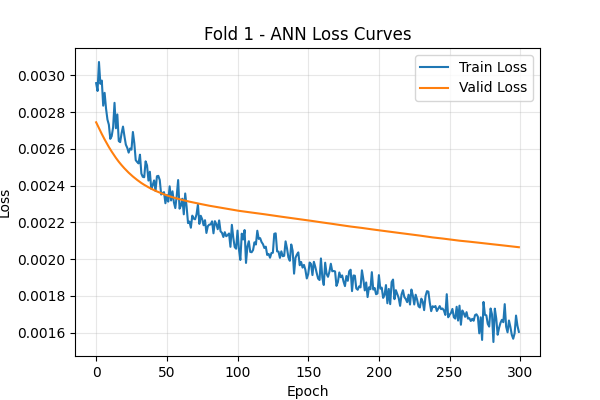 Fold 1 - ANN Loss Curves
Train Loss
Valid Loss
Loss
0.0030
0.0028
0.0026
0.0024
0.0022
0.0020
0.0018
0.0016
0 50 100 150 200 250 300
Epoch